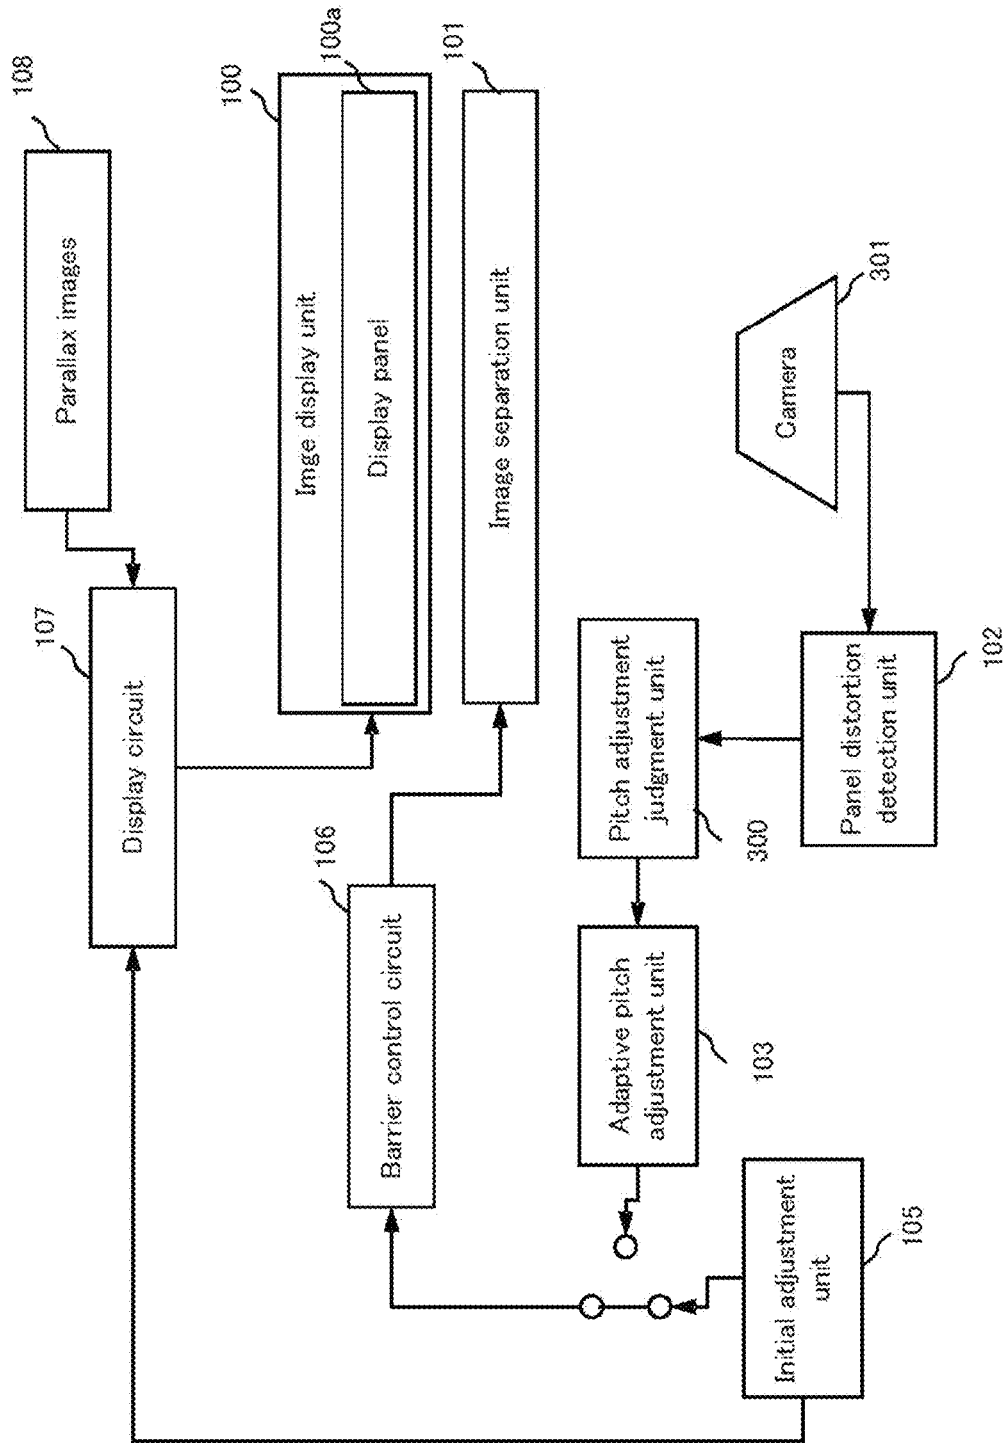 108
Parallax images
107
Display circuit
100
100a
Imge display unit
Display panel
101
Image separation unit
106
Barrier control circuit
Camera
301
Pitch adjustment
judgment unit
300
Panel distortion
detection unit
102
Adaptive pitch
adjustment unit
103
Initial adjustment
unit
105